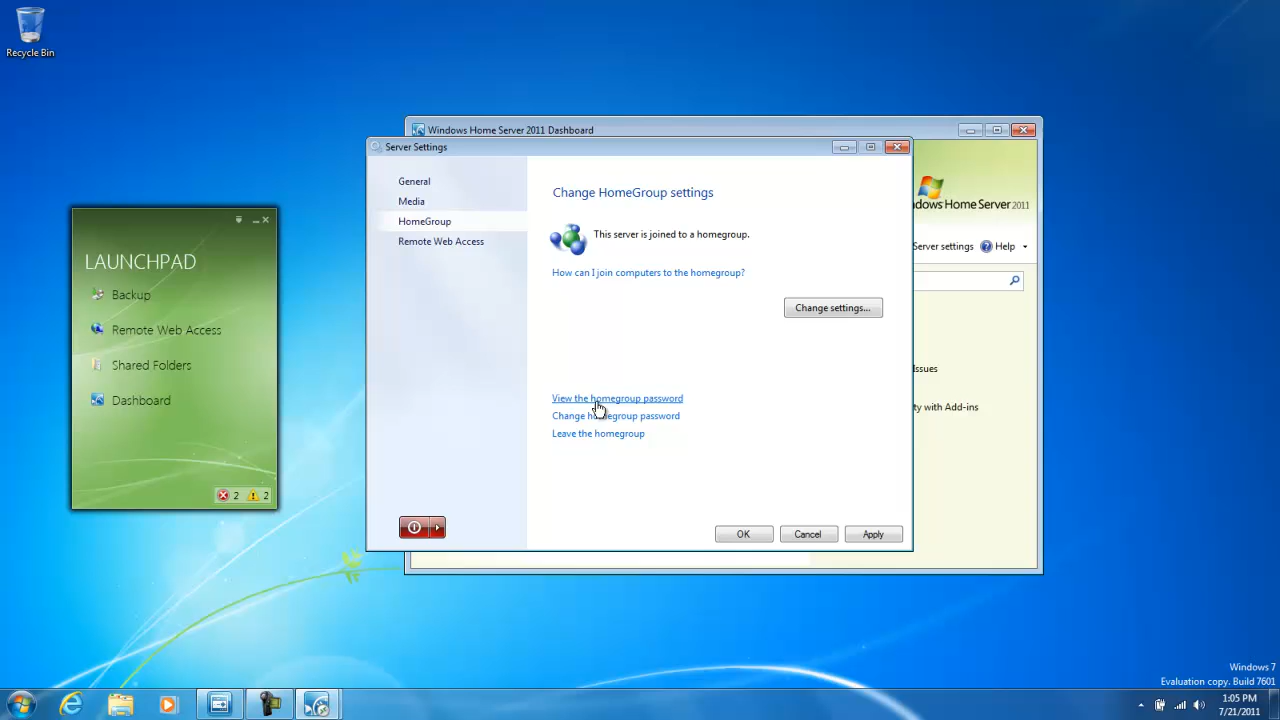 Recycle Bin
LAUNCHPAD
Backup
Remote Web Access
Shared Folders
Dashboard
2 2
Windows Home Server 2011 Dashboard
Server Settings
General
Media
HomeGroup
Remote Web Access
Change HomeGroup settings
This server is joined to a homegroup.
How can I join computers to the homegroup?
Change settings...
View the homegroup password
Change homegroup password
Leave the homegroup
OK Cancel Apply
ndows Home Server 2011
Server settings Help
issues
ty with Add-ins
Windows 7
Evaluation copy. Build 7601
1:05 PM
7/21/2011